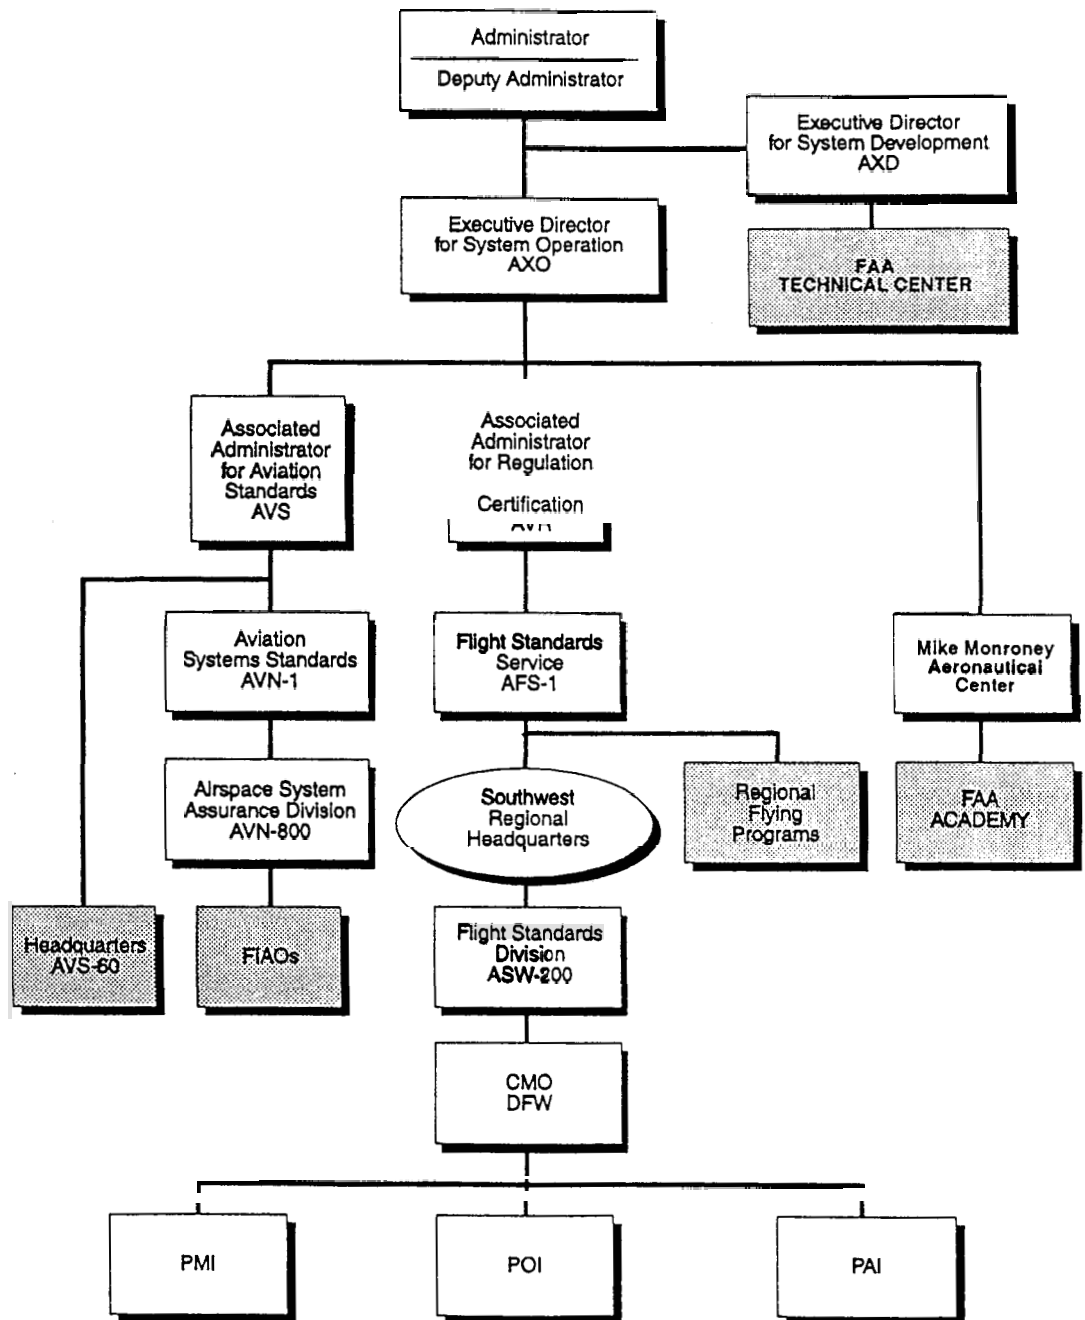 Administrator
Deputy Administrator
Executive Director
for System Development
AXD
Executive Director
for System Operation
AXO
FAA
TECHNICAL CENTER
Associated
Administrator
for Aviation
Standards
AVS
Associated
Administrator
for Regulation
Certification
Aviation
Systems Standards
AVN-1
Flight Standards
Service
AFS-1
Mike Monroney
Aeronautical
Center
Airspace System
Assurance Division
AVN-800
Southwest
Regional
Headquarters
Regional
Flying
Programs
FAA
ACADEMY
Headquarters
AVS-60
FIAOs
Flight Standards
Division
ASW-200
CMO
DFW
PMI
POI
PAI